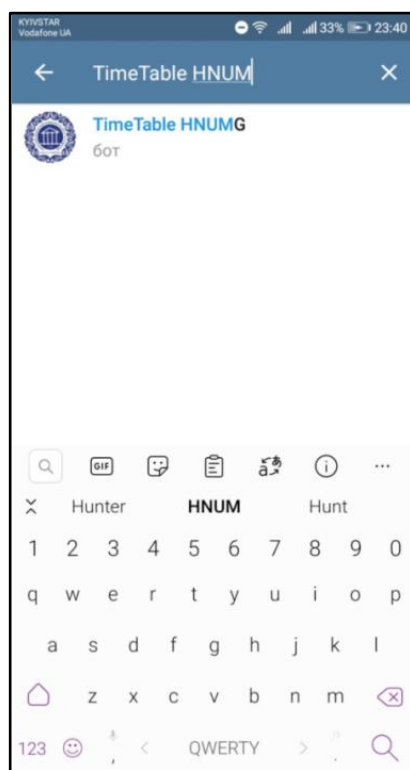 KYIVSTAR
Vodafone UA
33% 23:40
TimeTable HNUM
TimeTable HNUMG
бот
GIF
Hunter HNUM Hunt
1 2 3 4 5 6 7 8 9 0
q w e r t y u i o p
a s d f g h j k l
z x c v b n m
123 , < QWERTY > .